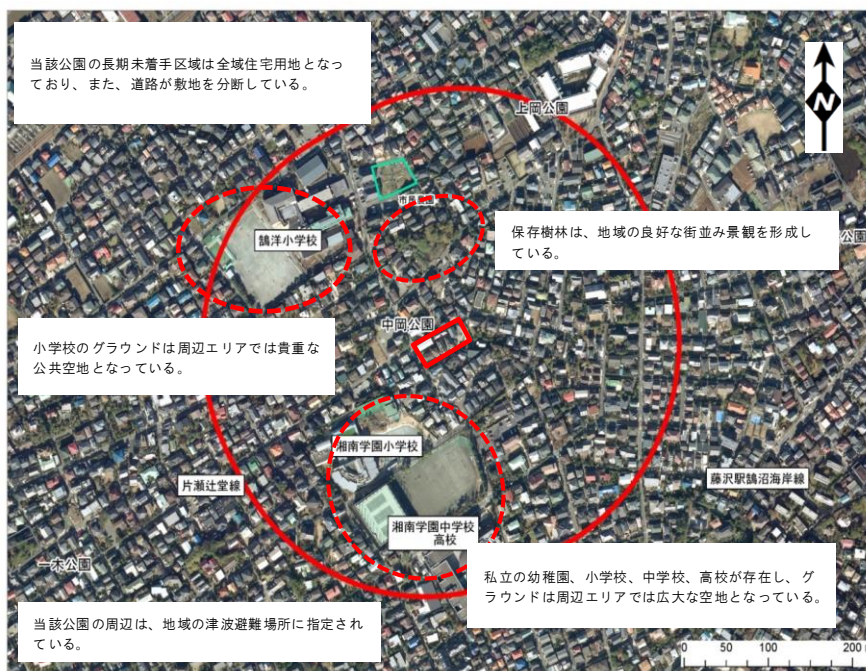 当該公園の長期未着手区域は全域住宅用地となっ
ており、また、道路が敷地を分断している。
上岡公園
N
鵠洋小学校
保存樹林は、地域の良好な街並み景観を形成し
ている。
公園
中岡公園
小学校のグラウンドは周辺エリアでは貴重な
公共空地となっている。
湘南学園小学校
片瀬辻堂線
藤沢駅鵠沼海岸線
湘南学園中学校
高校
一木公園
私立の幼稚園、小学校、中学校、高校が存在し、グ
ラウンドは周辺エリアでは広大な空地となっている。
当該公園の周辺は、地域の津波避難場所に指定され
ている。
0 50 100 200